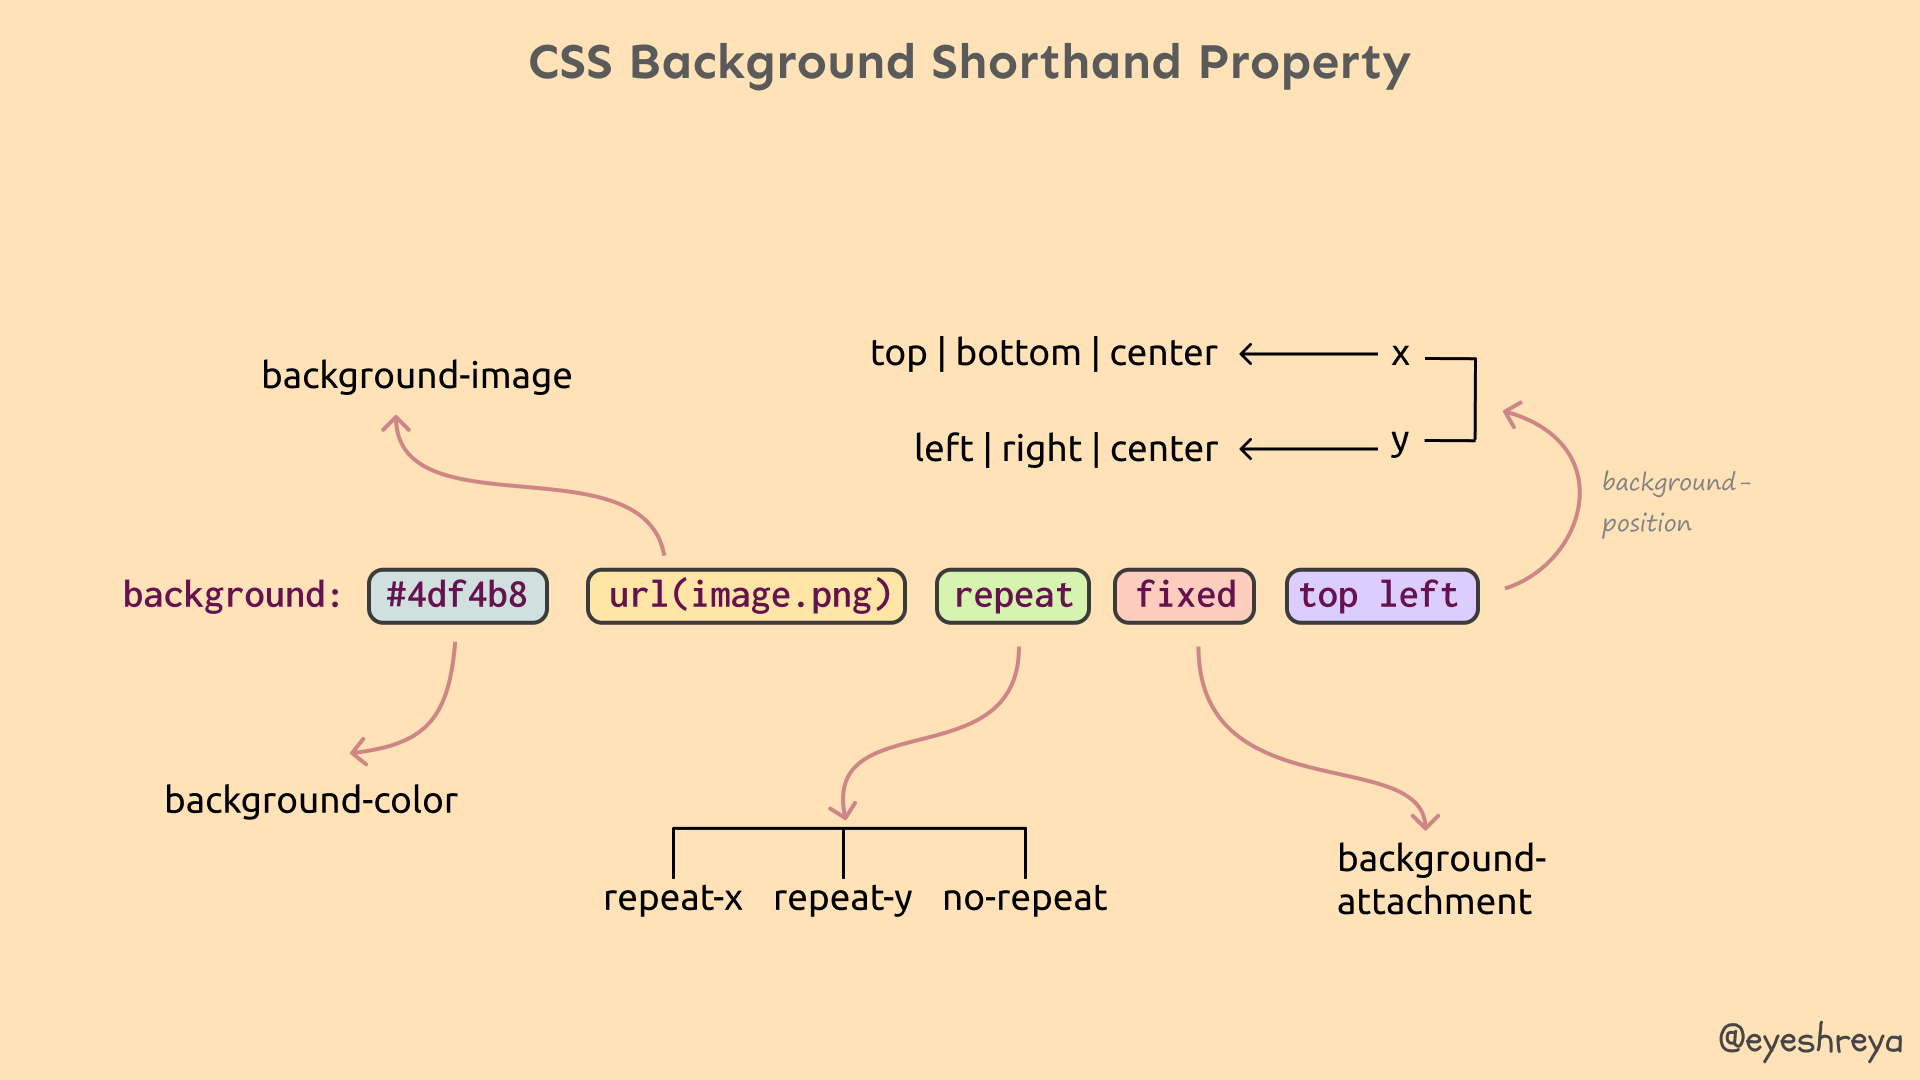 CSS Background Shorthand Property
top | bottom | center x
background-image
left | right | center y
background-
position
background: #4df4b8 url(image.png) repeat fixed top left
background-color
repeat-x repeat-y no-repeat
background-
attachment
@eyeshreya